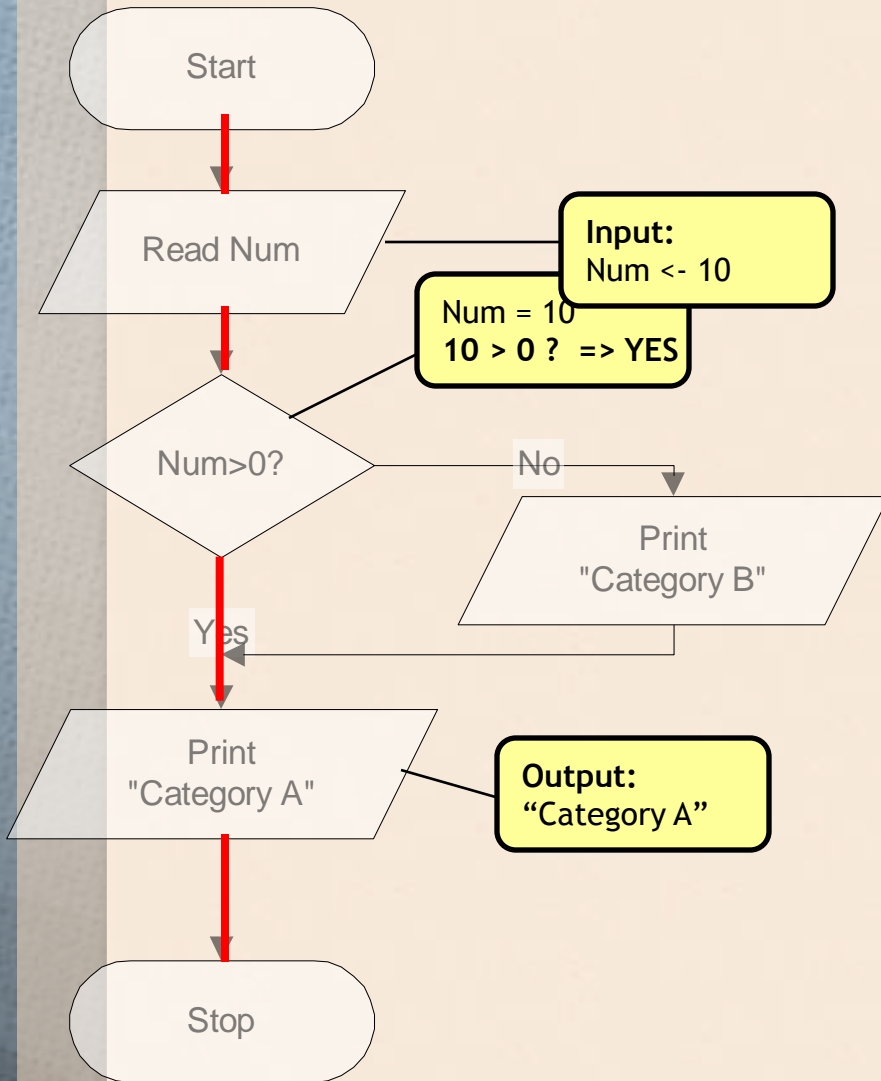 Start
Read Num
Input:
Num <- 10
Num = 10
10 > 0 ? => YES
Num>0?
No
Print
"Category B"
Yes
Print
"Category A"
Output:
“Category A”
Stop